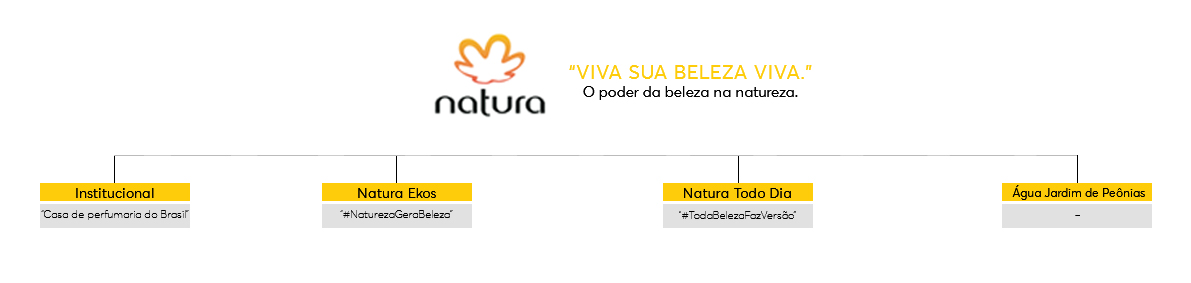 natura
"VIVA SUA BELEZA VIVA."
O poder da beleza na natureza.
Institucional
"Casa de perfumaria do Brasil"
Natura Ekos
"#NaturezaGeraBeleza"
Natura Todo Dia
"#TodaBelezaFazVersão"
Água Jardim de Peônias
–